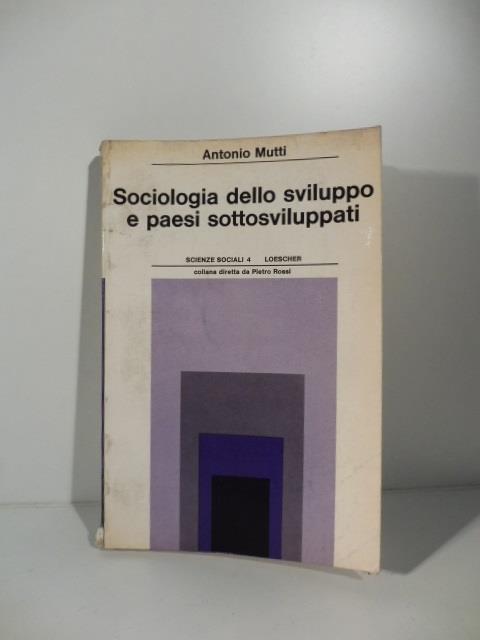 Antonio Mutti
Sociologia dello sviluppo
e paesi sottosviluppati
SCIENZE SOCIALI 4 LOESCHER
collana diretta da Pietro Rossi